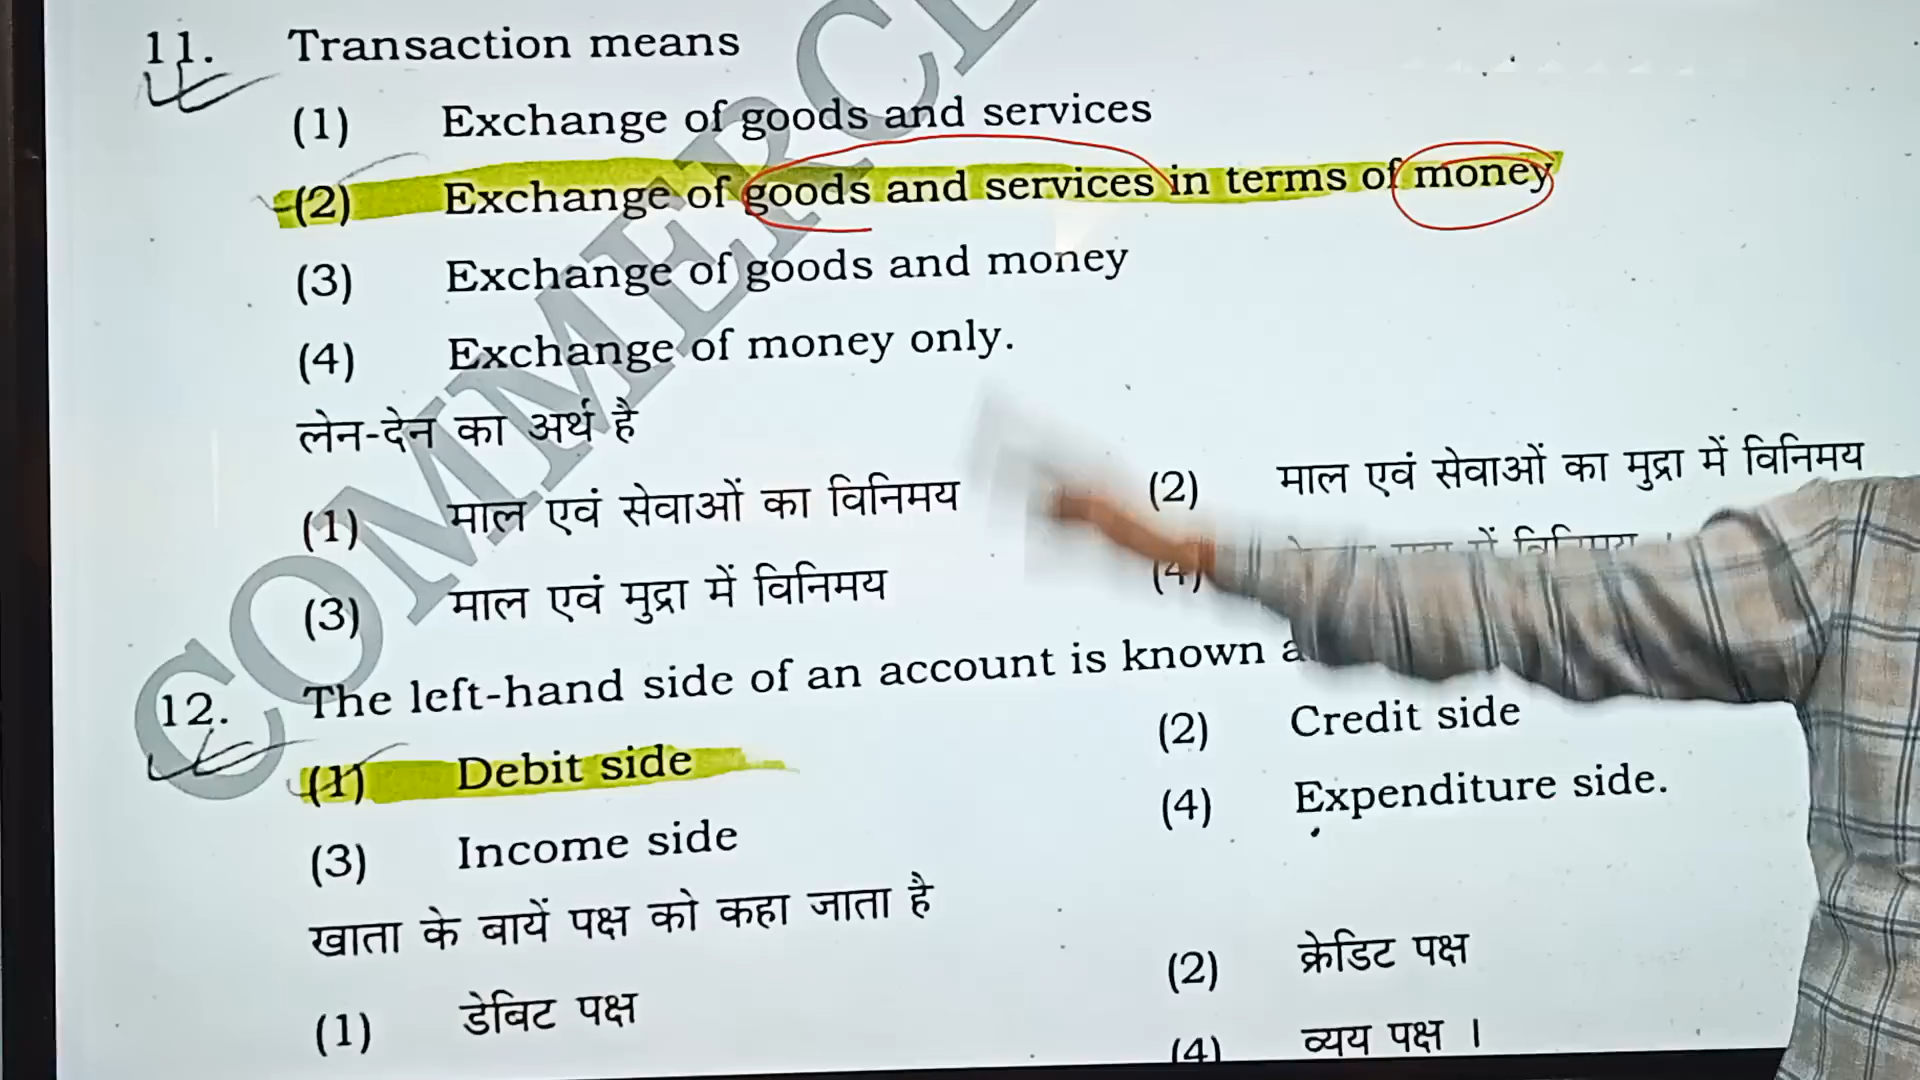 11. Transaction means
(1) Exchange of goods and services
(2) Exchange of goods and services in terms of money
(3) Exchange of goods and money
(4) Exchange of money only.
लेन-देन का अर्थ है
(1) माल एवं सेवाओं का विनिमय (2) माल एवं सेवाओं का मुद्रा में विनिमय
(3) माल एवं मुद्रा में विनिमय (4) में विनिमय ।
12. The left-hand side of an account is known
(1) Debit side (2) Credit side
(3) Income side (4) Expenditure side.
खाता के बायें पक्ष को कहा जाता है
(1) डेबिट पक्ष (2) क्रेडिट पक्ष
(4) व्यय पक्ष ।